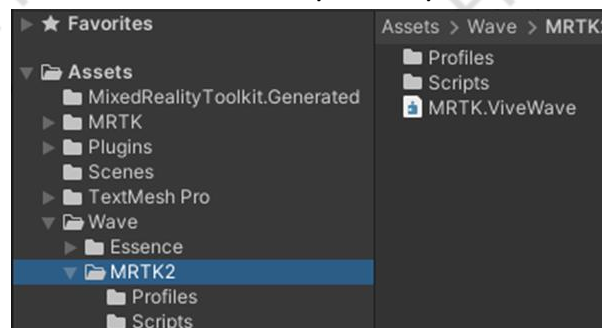 Favorites
Assets
MixedRealityToolkit.Generated
MRTK
Plugins
Scenes
TextMesh Pro
Wave
Essence
MRTK2
Profiles
Scripts
Assets > Wave > MRTK
Profiles
Scripts
MRTK.ViveWave